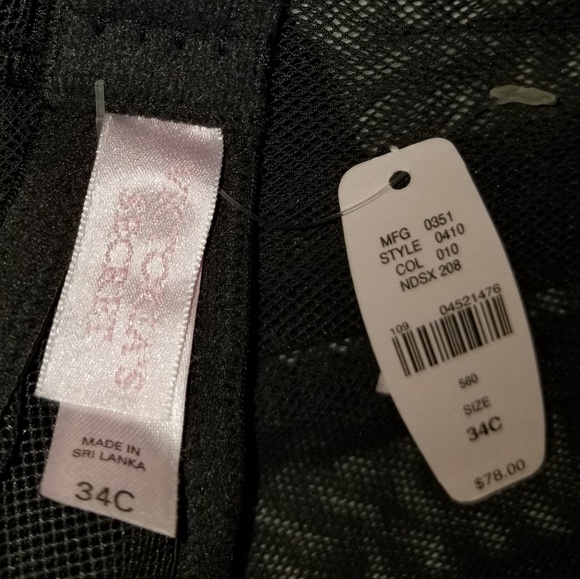 VICTORIA'S
SECRET
MADE IN
SRI LANKA
34C
MFG 0351
STYLE 0410
COL 010
NDSX 208
109 04521476
560
SIZE
34C
$78.00